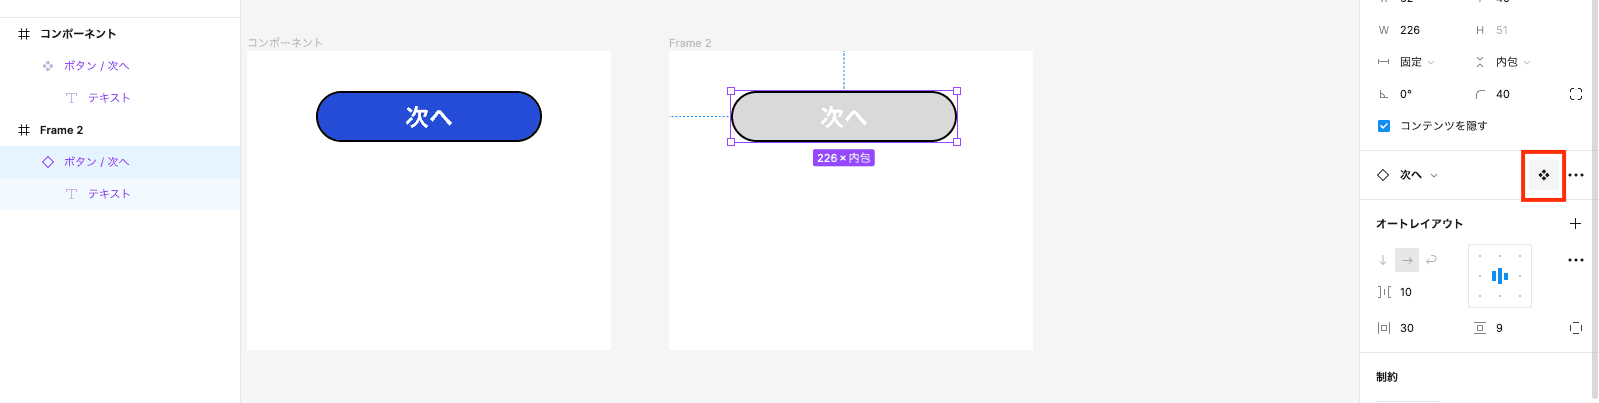 コンポーネント
ボタン / 次へ
テキスト
Frame 2
ボタン / 次へ
テキスト
コンポーネント
次へ
Frame 2
次へ
226 × 内包
W 226 H 51
固定 内包
0° 40
コンテンツを隠す
次へ
オートレイアウト
10
30 9
制約